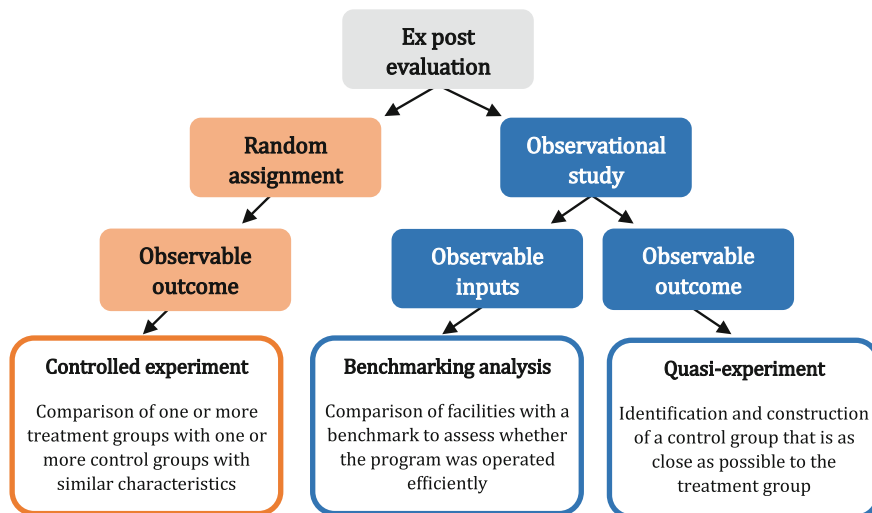 Ex post
evaluation
Random
assignment
Observational
study
Observable
outcome
Observable
inputs
Observable
outcome
Controlled experiment
Comparison of one or more
treatment groups with one or
more control groups with
similar characteristics
Benchmarking analysis
Comparison of facilities with a
benchmark to assess whether
the program was operated
efficiently
Quasi-experiment
Identification and construction
of a control group that is as
close as possible to the
treatment group